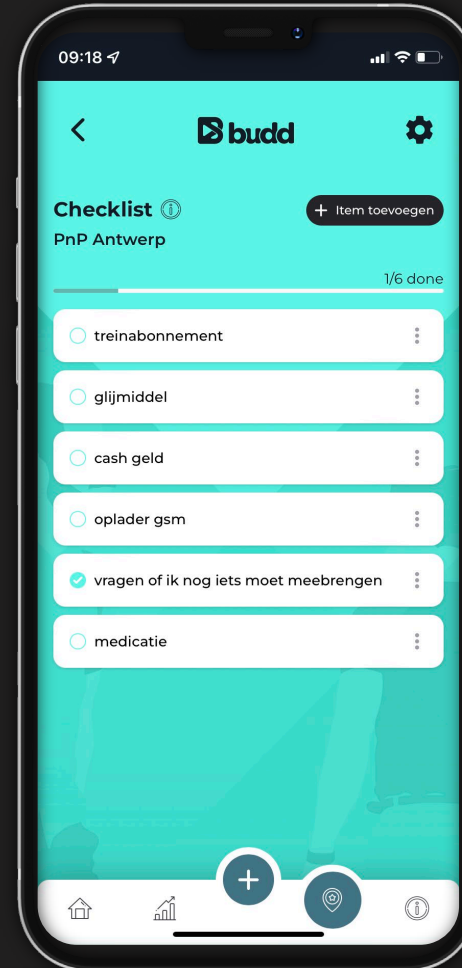 09:18
budd
Checklist
+ Item toevoegen
PnP Antwerp
1/6 done
treinabonnement
glijmiddel
cash geld
oplader gsm
vragen of ik nog iets moet meebrengen
medicatie